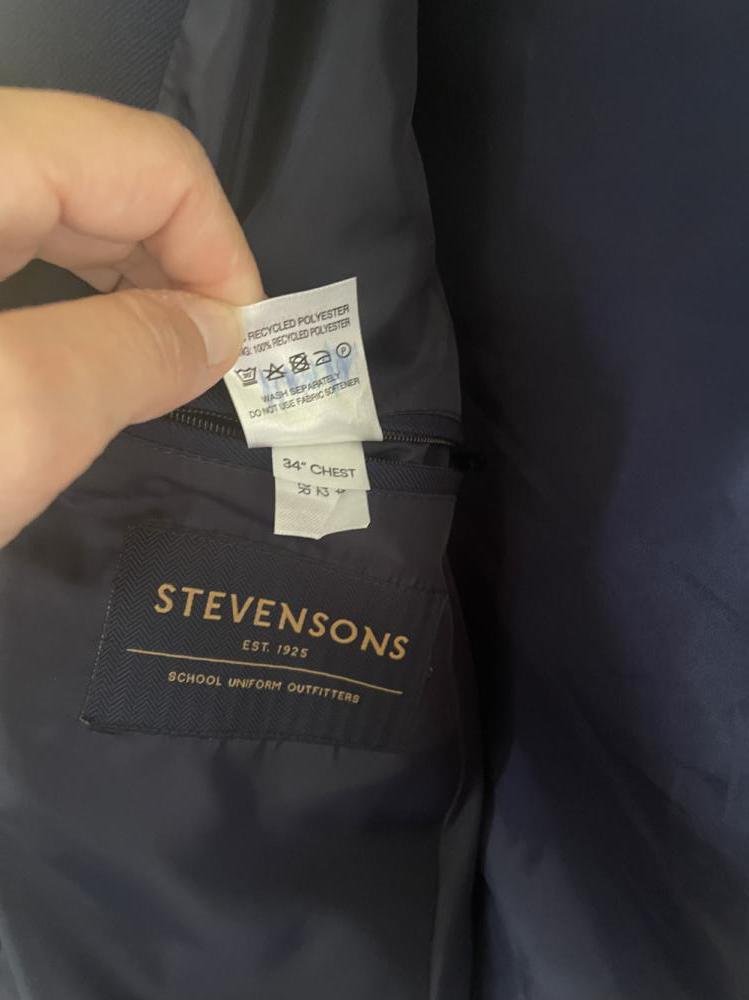 RECYCLED POLYESTER
100% RECYCLED POLYESTER
WASH SEPARATELY
DO NOT USE FABRIC SOFTENER
34" CHEST
STEVENSONS
EST. 1925
SCHOOL UNIFORM OUTFITTERS